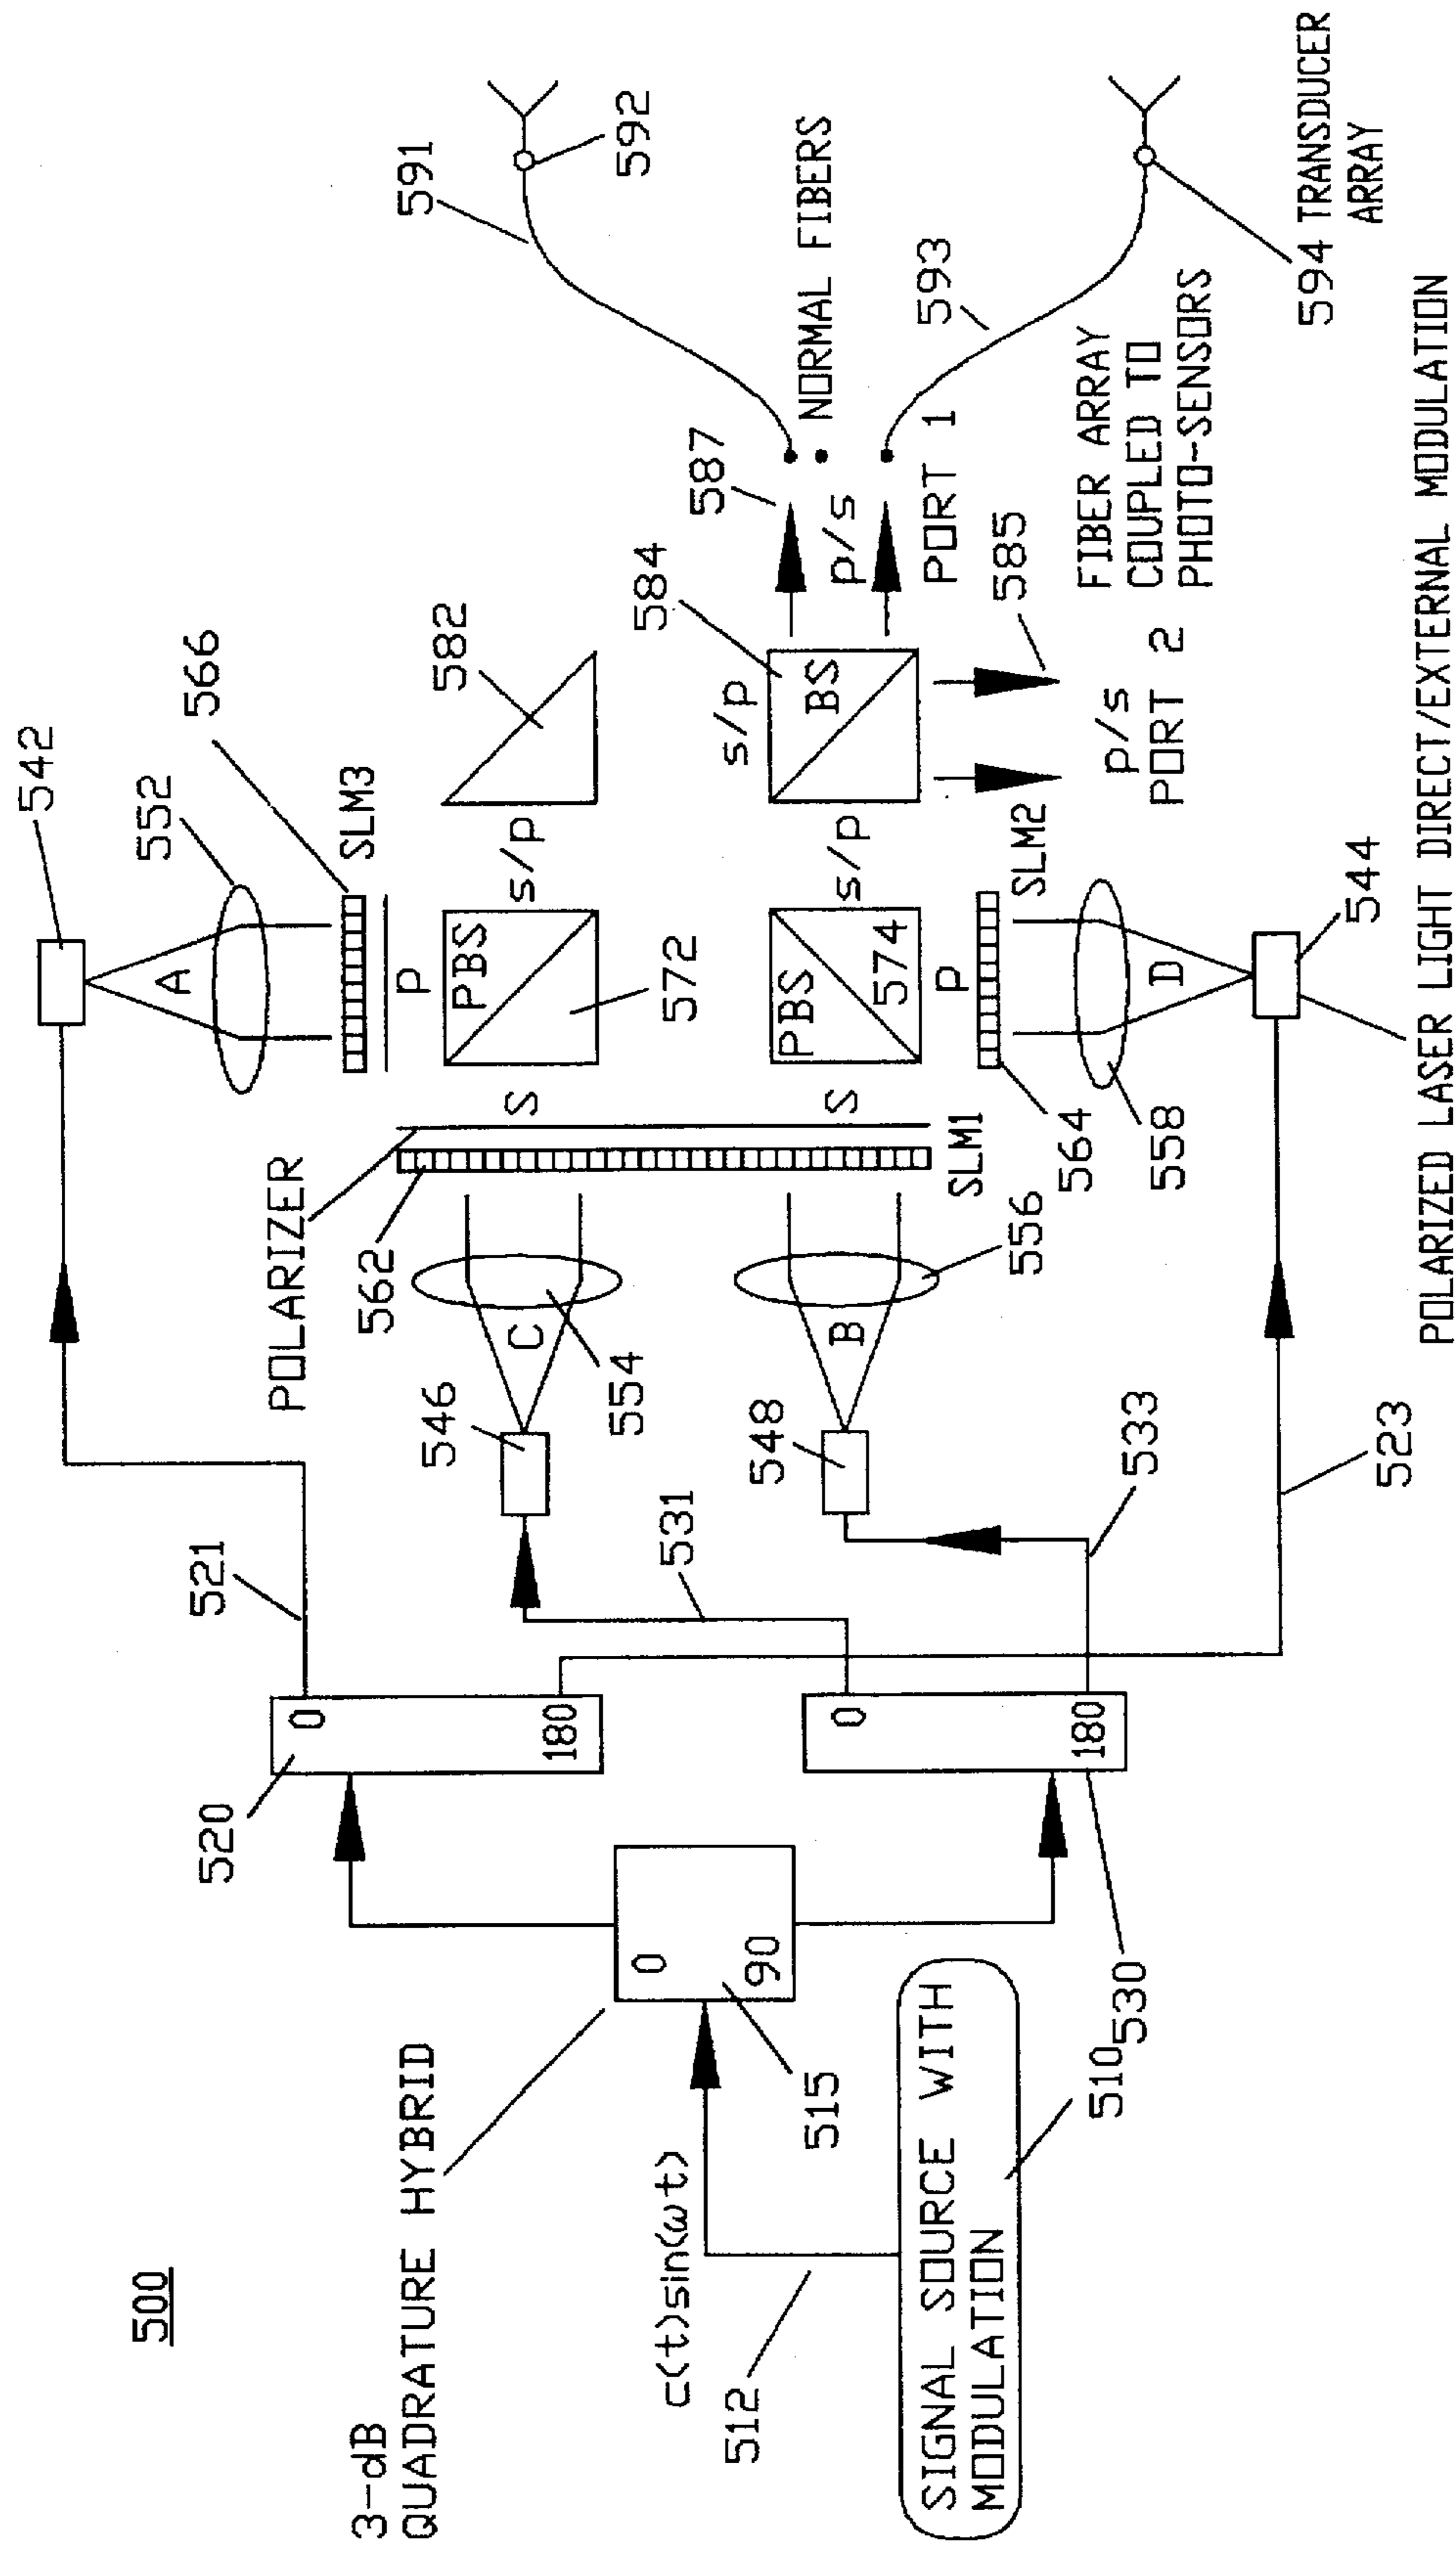 500
3-dB
QUADRATURE HYBRID
c(t)sin(ωt)
512
SIGNAL SOURCE WITH
MODULATION
510
515
0
90
520
0
180
530
0
180
521
531
533
523
POLARIZER
562
546
C
554
548
B
556
SLM1
542
A
552
566
SLM3
P
S
PBS
572
s/p
582
S
PBS
574
s/p
P
SLM2
564
558
D
544
s/p
BS
584
587
p/s
PORT 1
585
p/s
PORT 2
NORMAL FIBERS
591
592
593
FIBER ARRAY
COUPLED TO
PHOTO-SENSORS
594 TRANSDUCER
ARRAY
POLARIZED LASER LIGHT DIRECT/EXTERNAL MODULATION